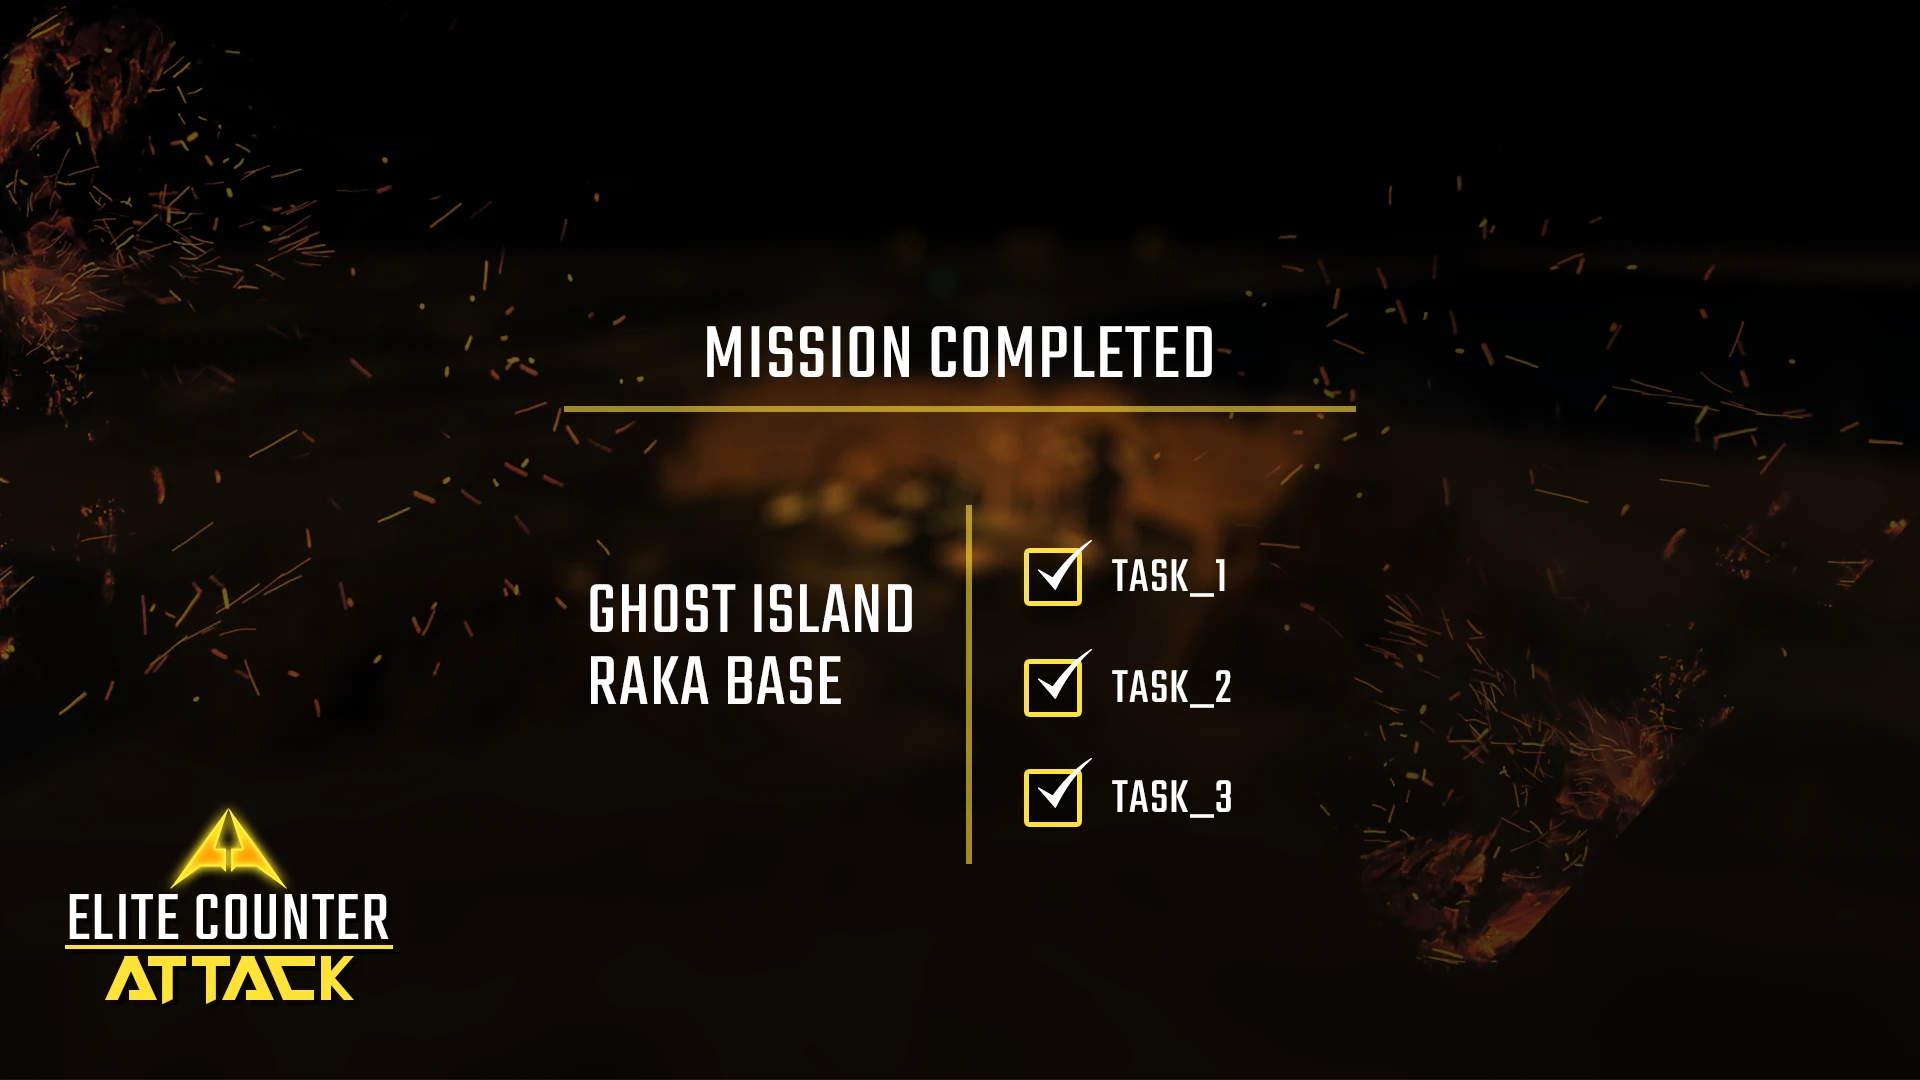 MISSION COMPLETED
GHOST ISLAND
RAKA BASE
TASK_1
TASK_2
TASK_3
ELITE COUNTER
ATTACK